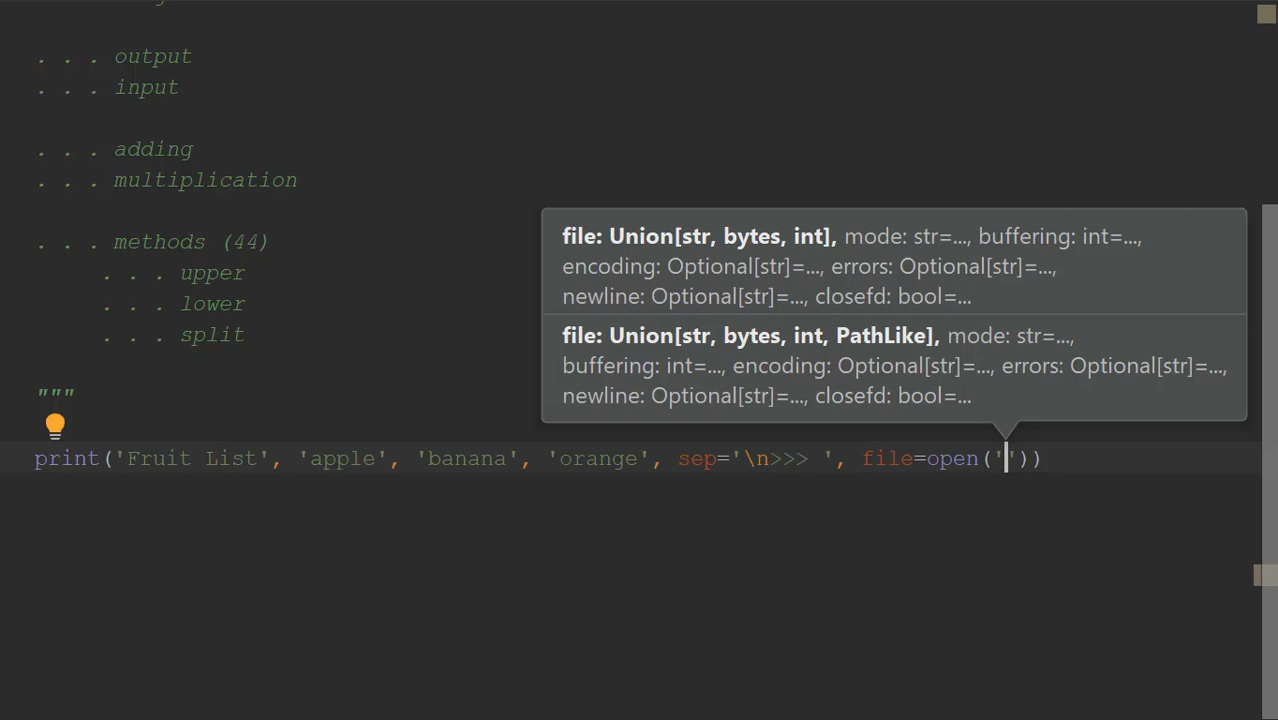 . . . output
. . . input
. . . adding
. . . multiplication
. . . methods (44)
. . . upper
. . . lower
. . . split
"""
file: Union[str, bytes, int], mode: str=..., buffering: int=...,
encoding: Optional[str]=..., errors: Optional[str]=...,
newline: Optional[str]=..., closefd: bool=...
file: Union[str, bytes, int, PathLike], mode: str=...,
buffering: int=..., encoding: Optional[str]=..., errors: Optional[str]=...,
newline: Optional[str]=..., closefd: bool=...
print('Fruit List', 'apple', 'banana', 'orange', sep='\n>>> ', file=open(''))